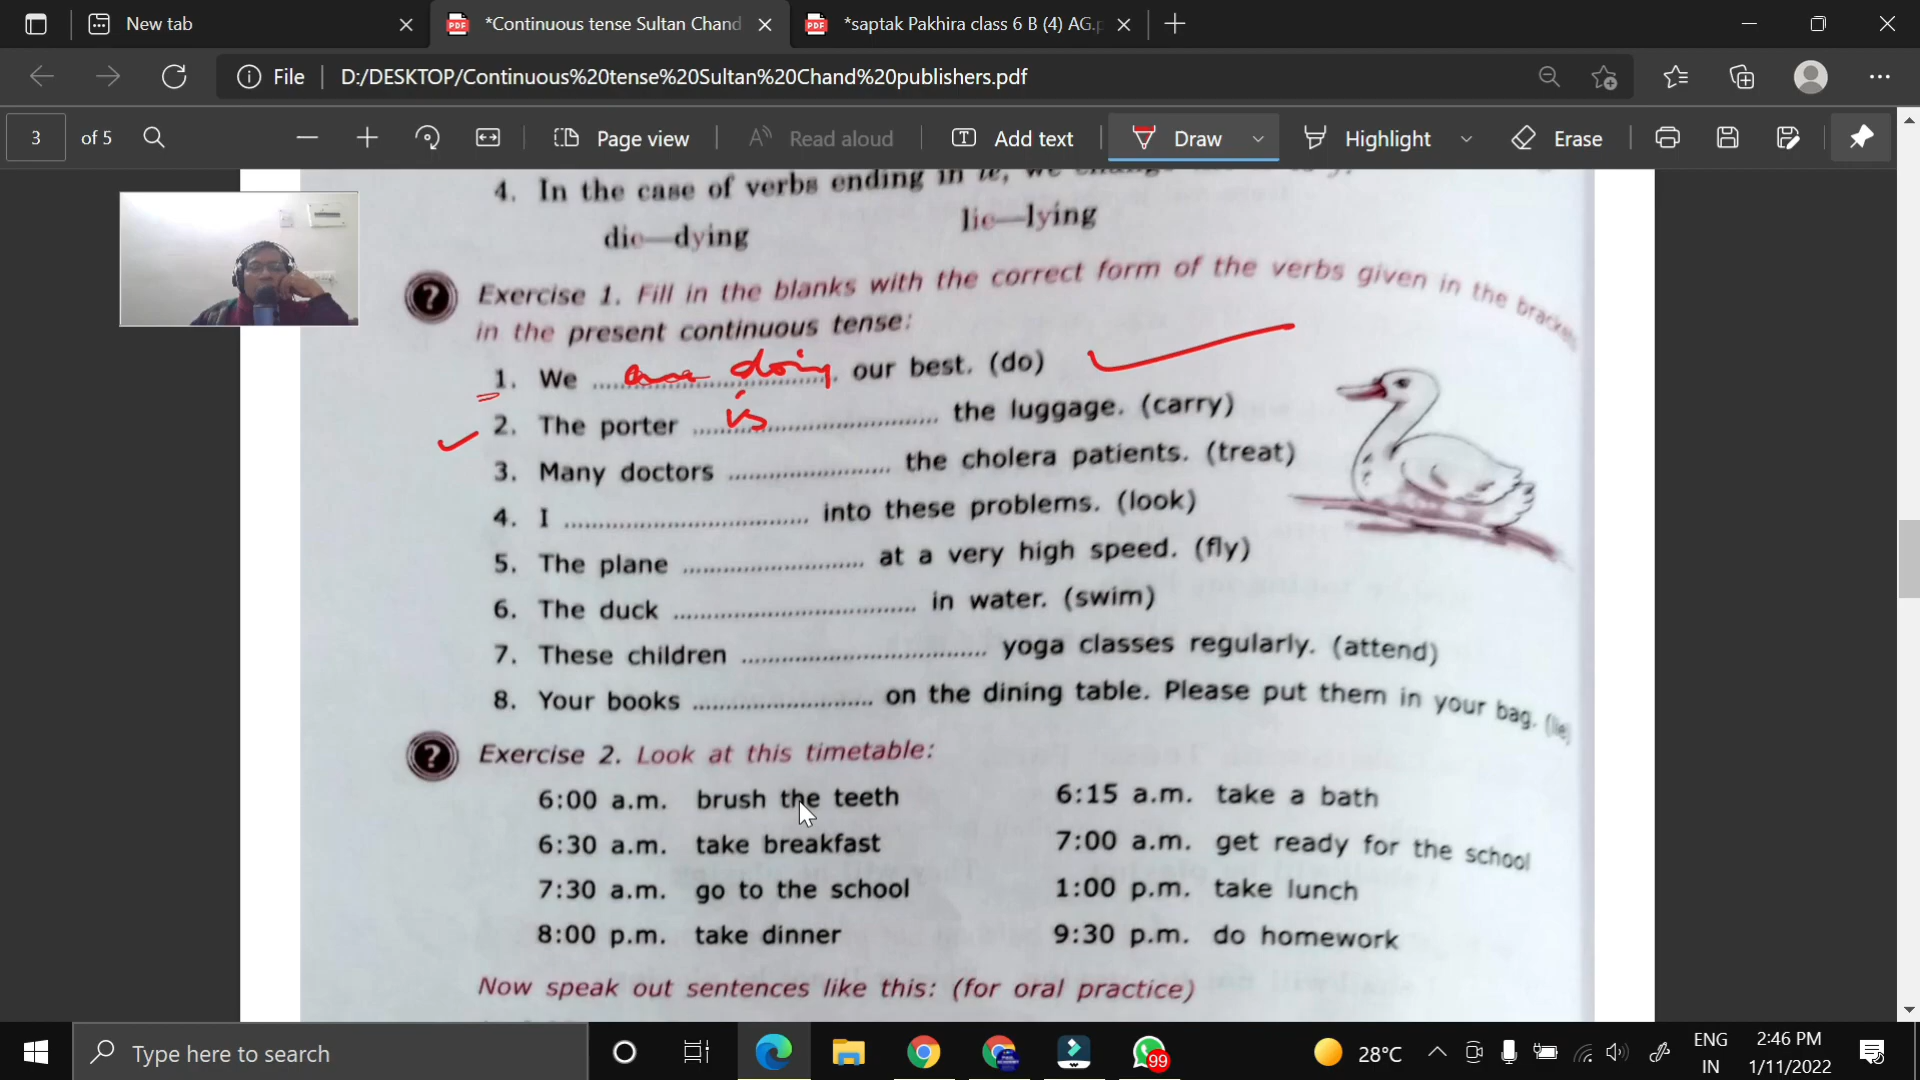 New tab
*Continuous tense Sultan Chand
*saptak Pakhira class 6 B (4) AG.p
File
D:/DESKTOP/Continuous%20tense%20Sultan%20Chand%20publishers.pdf
3 of 5
Page view
Read aloud
Add text
Draw
Highlight
Erase
4. In the case of verbs ending in ie, we
die—dying lie—lying
Exercise 1. Fill in the blanks with the correct form of the verbs given in the brackets
in the present continuous tense:
1. We are doing our best. (do)
2. The porter is the luggage. (carry)
3. Many doctors .................... the cholera patients. (treat)
4. I .................... into these problems. (look)
5. The plane .................... at a very high speed. (fly)
6. The duck .................... in water. (swim)
7. These children .................... yoga classes regularly. (attend)
8. Your books .................... on the dining table. Please put them in your bag. (lie)
Exercise 2. Look at this timetable:
6:00 a.m. brush the teeth 6:15 a.m. take a bath
6:30 a.m. take breakfast 7:00 a.m. get ready for the school
7:30 a.m. go to the school 1:00 p.m. take lunch
8:00 p.m. take dinner 9:30 p.m. do homework
Now speak out sentences like this: (for oral practice)
Type here to search
99
28°C
ENG
IN
2:46 PM
1/11/2022